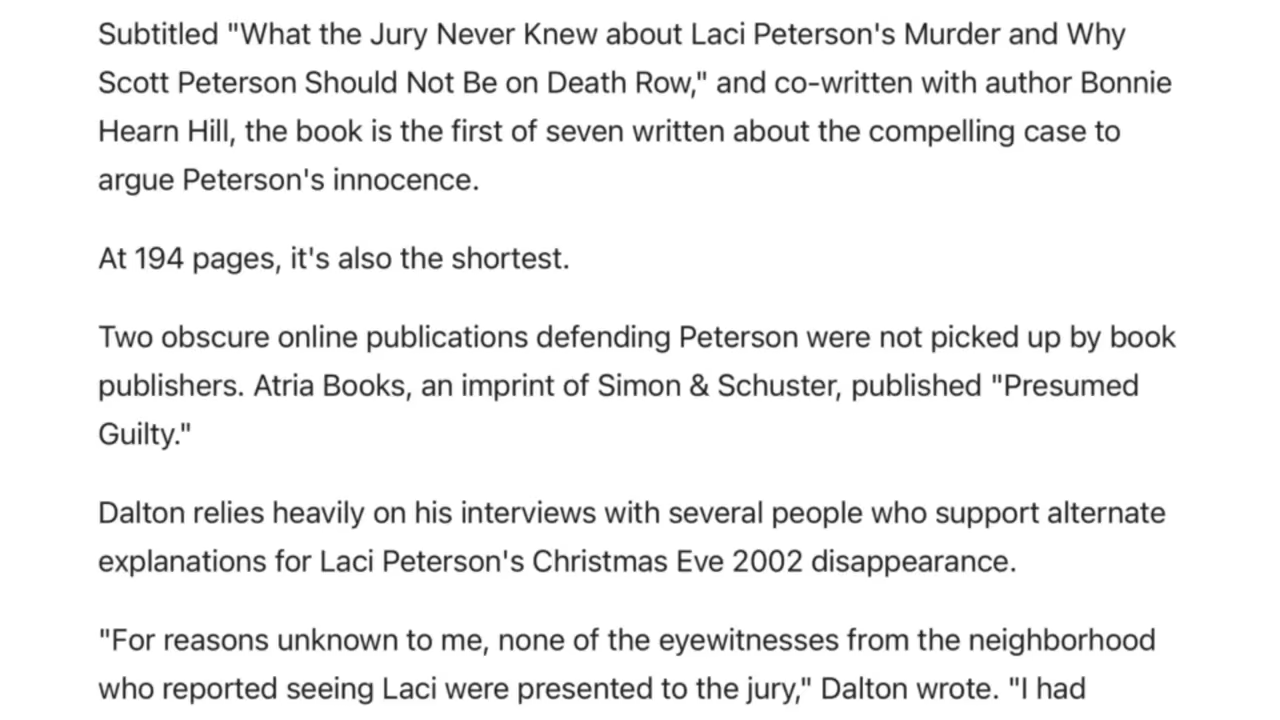 Subtitled "What the Jury Never Knew about Laci Peterson's Murder and Why
Scott Peterson Should Not Be on Death Row," and co-written with author Bonnie
Hearn Hill, the book is the first of seven written about the compelling case to
argue Peterson's innocence.
At 194 pages, it's also the shortest.
Two obscure online publications defending Peterson were not picked up by book
publishers. Atria Books, an imprint of Simon & Schuster, published "Presumed
Guilty."
Dalton relies heavily on his interviews with several people who support alternate
explanations for Laci Peterson's Christmas Eve 2002 disappearance.
"For reasons unknown to me, none of the eyewitnesses from the neighborhood
who reported seeing Laci were presented to the jury," Dalton wrote. "I had